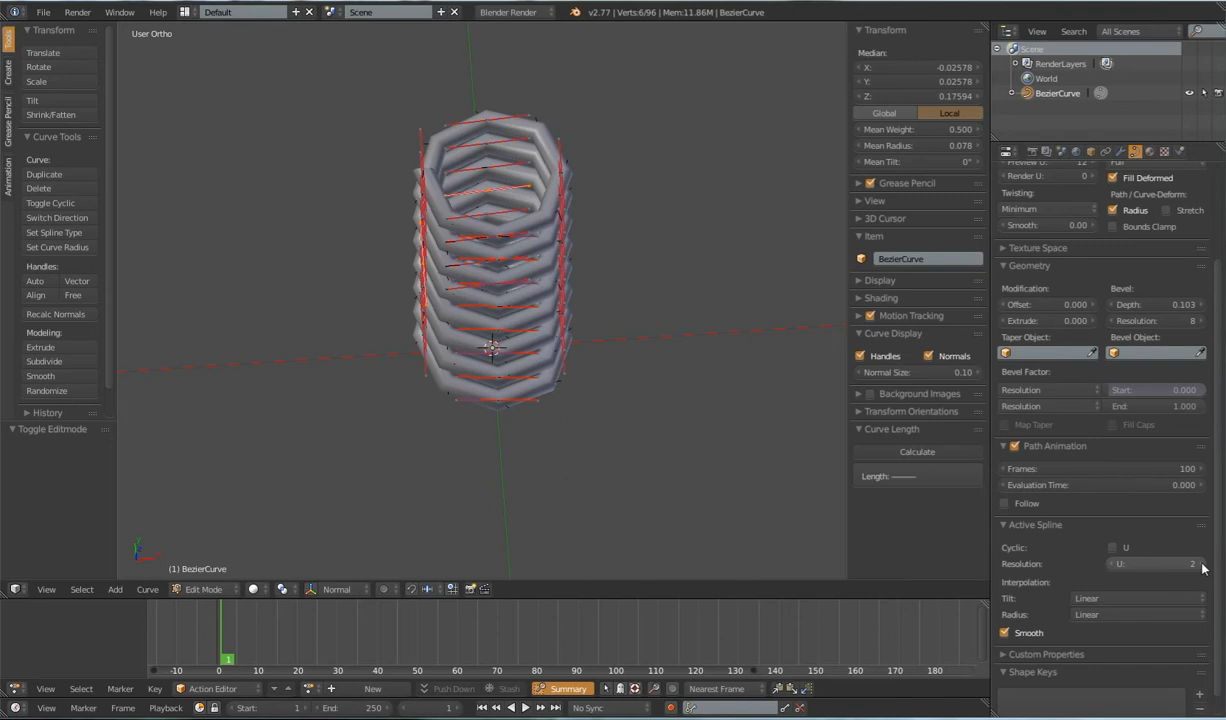 File Render Window Help Default Scene Blender Render v2.77 | Verts:6/96 | Mem:11.86M | BezierCurve
Tools
Create
Grease Pencil
Animation
Transform
Translate
Rotate
Scale
Tilt
Shrink/Fatten
Curve Tools
Curve:
Duplicate
Delete
Toggle Cyclic
Switch Direction
Set Spline Type
Set Curve Radius
Handles:
Auto Vector
Align Free
Recalc Normals
Modeling:
Extrude
Subdivide
Smooth
Randomize
History
Toggle Editmode
User Ortho
(1) BezierCurve
View Select Add Curve Edit Mode Normal
Transform
Median:
X: -0.02578
Y: 0.02578
Z: 0.17594
Global Local
Mean Weight: 0.500
Mean Radius: 0.078
Mean Tilt: 0°
Grease Pencil
View
3D Cursor
Item
BezierCurve
Display
Shading
Motion Tracking
Curve Display
Handles Normals
Normal Size: 0.10
Background Images
Transform Orientations
Curve Length
Calculate
Length: ---------
View Search All Scenes
Scene
RenderLayers
World
BezierCurve
Preview U: 12 Full
Render U: 0 Fill Deformed
Twisting: Path / Curve-Deform:
Minimum Radius Stretch
Smooth: 0.00 Bounds Clamp
Texture Space
Geometry
Modification: Bevel:
Offset: 0.000 Depth: 0.103
Extrude: 0.000 Resolution: 8
Taper Object: Bevel Object:
Bevel Factor:
Resolution Start: 0.000
Resolution End: 1.000
Map Taper Fill Caps
Path Animation
Frames: 100
Evaluation Time: 0.000
Follow
Active Spline
Cyclic: U
Resolution: U: 2
Interpolation:
Tilt: Linear
Radius: Linear
Smooth
Custom Properties
Shape Keys
1
-10 0 10 20 30 40 50 60 70 80 90 100 110 120 130 140 150 160 170 180
View Select Marker Key Action Editor New Push Down Stash Summary Nearest Frame
View Marker Frame Playback Start: 1 End: 250 1 No Sync